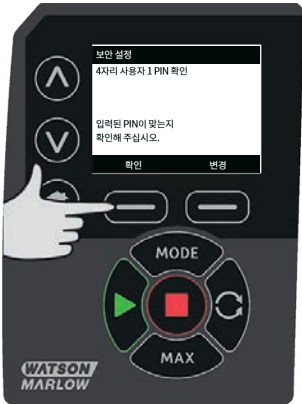 보안 설정
4자리 사용자 1 PIN 확인
입력된 PIN이 맞는지
확인해 주십시오.
확인 변경
MODE
MAX
WATSON
MARLOW